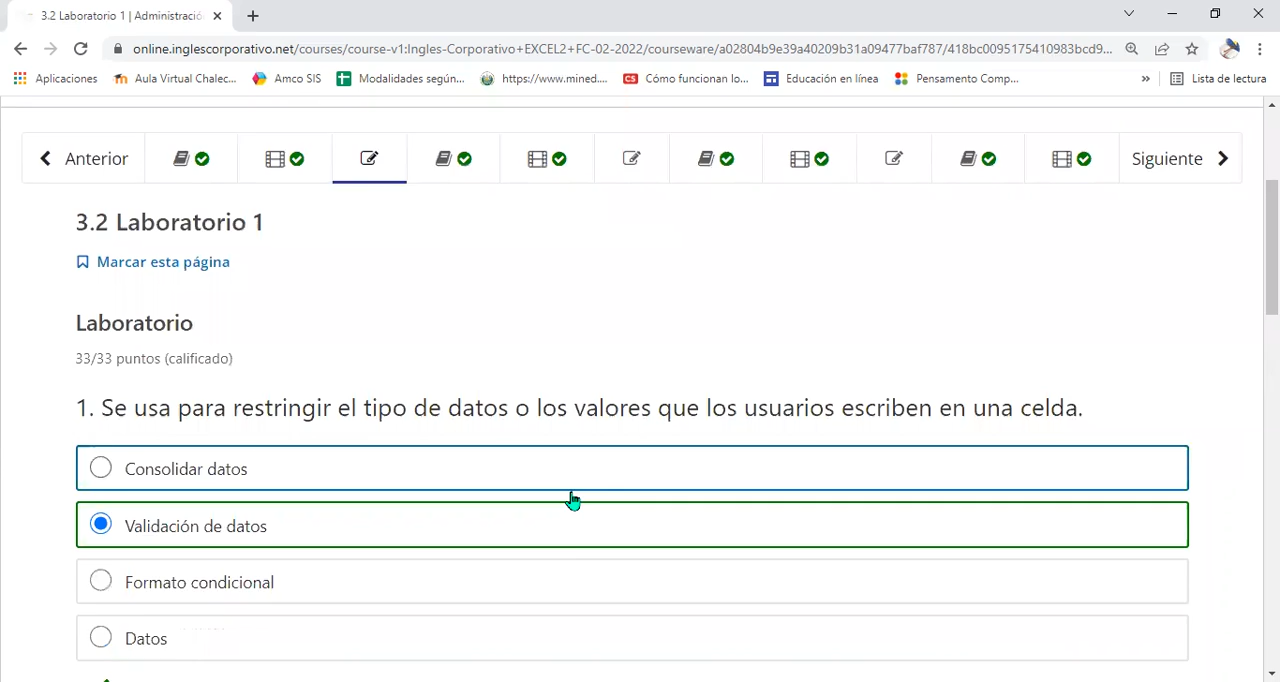 3.2 Laboratorio 1 | Administració
online.inglescorporativo.net/courses/course-v1:Ingles-Corporativo+EXCEL2+FC-02-2022/courseware/a02804b9e39a40209b31a09477baf787/418bc0095175410983bcd9...
Aplicaciones Aula Virtual Chalec... Amco SIS Modalidades según,... https://www.mined.... CS Cómo funcionan lo... Educación en línea Pensamento Comp... » Lista de lectura
Anterior Siguiente
3.2 Laboratorio 1
Marcar esta página
Laboratorio
33/33 puntos (calificado)
1. Se usa para restringir el tipo de datos o los valores que los usuarios escriben en una celda.
Consolidar datos
Validación de datos
Formato condicional
Datos